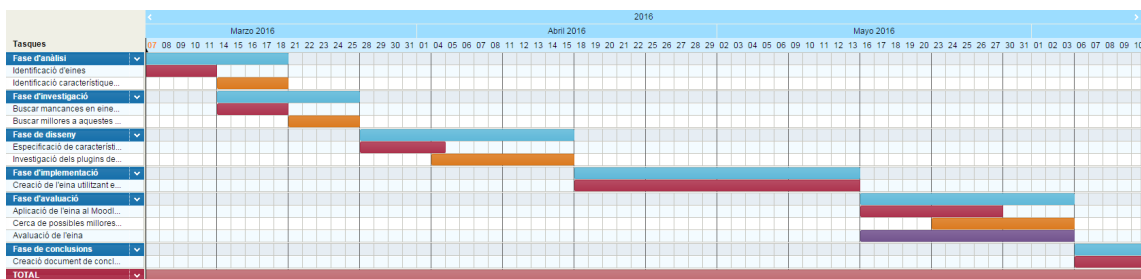 2016
Marzo 2016 Abril 2016 Mayo 2016
Tasques 07 08 09 10 11 14 15 16 17 18 21 22 23 24 25 28 29 30 31 01 04 05 06 07 08 11 12 13 14 15 18 19 20 21 22 25 26 27 28 29 02 03 04 05 06 09 10 11 12 13 16 17 18 19 20 23 24 25 26 27 30 31 01 02 03 06 07 08 09 10
Fase d'anàlisi
Identificació d'eines
Identificació característique...
Fase d'investigació
Buscar mancances en eine...
Buscar millores a aquestes ...
Fase de disseny
Especificació de característi...
Investigació dels plugins de...
Fase d'implementació
Creació de l'eina utilitzant e...
Fase d'avaluació
Aplicació de l'eina al Moodl...
Cerca de possibles millores...
Avaluació de l'eina
Fase de conclusions
Creació document de concl...
TOTAL